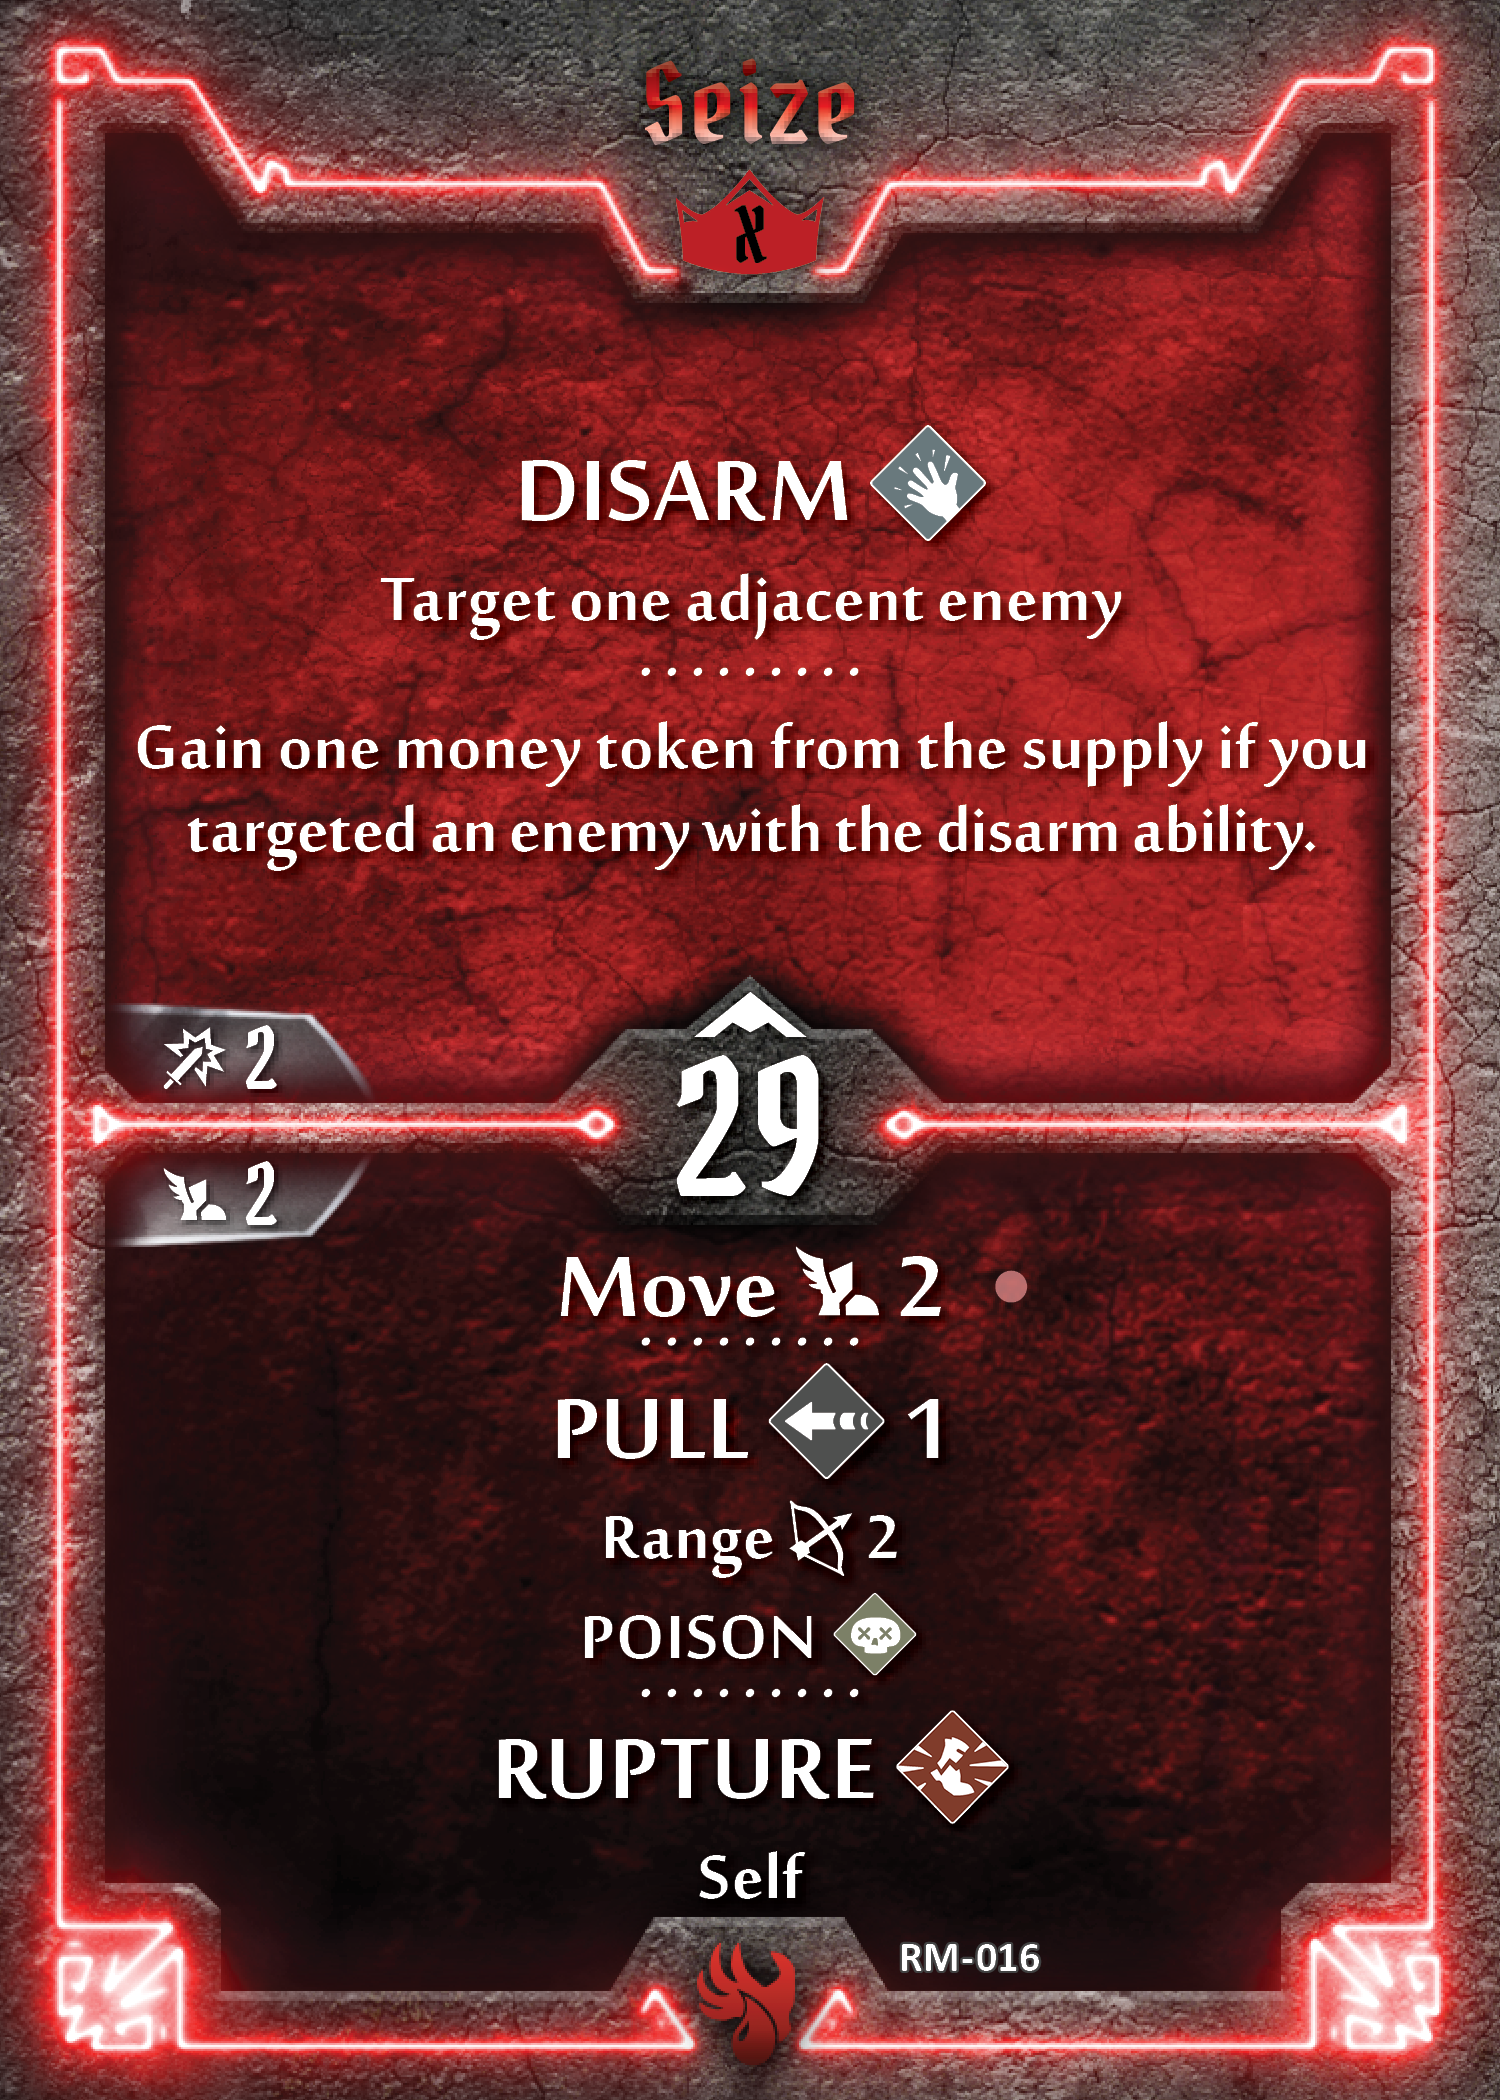 Seize
X
DISARM
Target one adjacent enemy
Gain one money token from the supply if you
targeted an enemy with the disarm ability.
2
29
2
Move 2
PULL 1
Range 2
POISON
RUPTURE
Self
RM-016